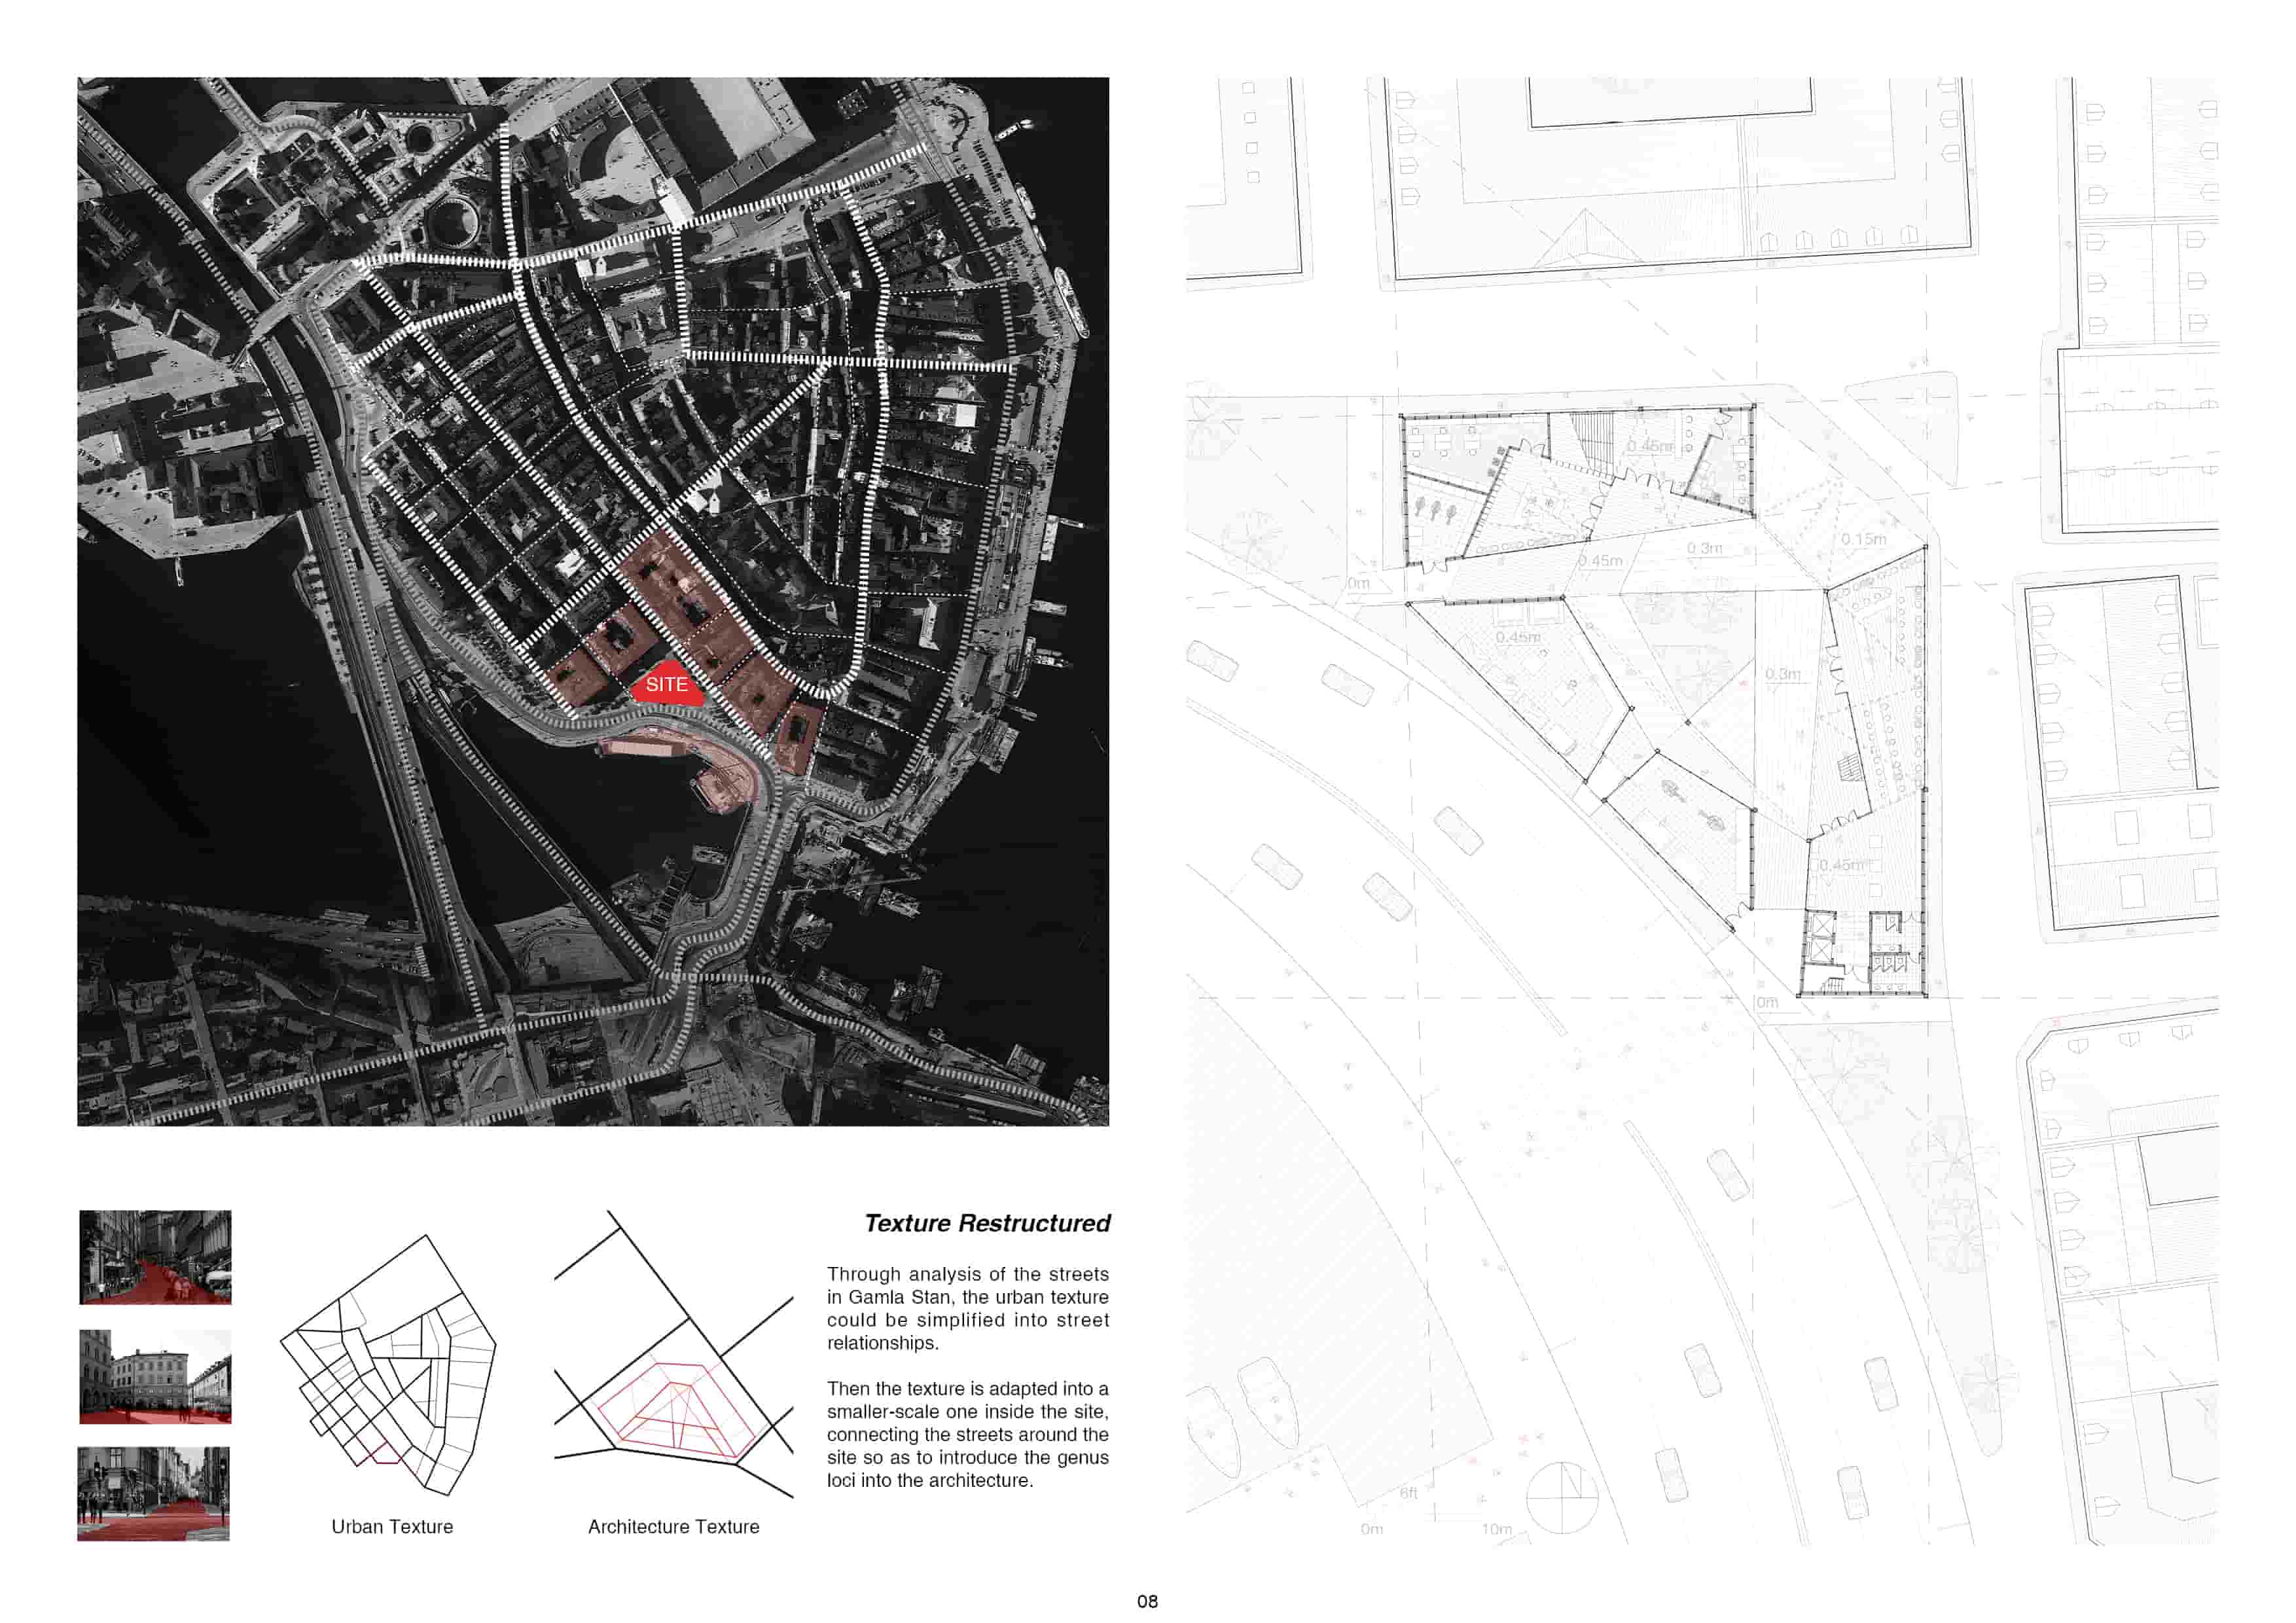 SITE
Texture Restructured
Through analysis of the streets
in Gamla Stan, the urban texture
could be simplified into street
relationships.
Then the texture is adapted into a
smaller-scale one inside the site,
connecting the streets around the
site so as to introduce the genus
loci into the architecture.
Urban Texture
Architecture Texture
0.45m
0.15m
0.3m
0.45m
0m
0.45m
0.3m
0.45m
0m
6ft
0m
10m
08